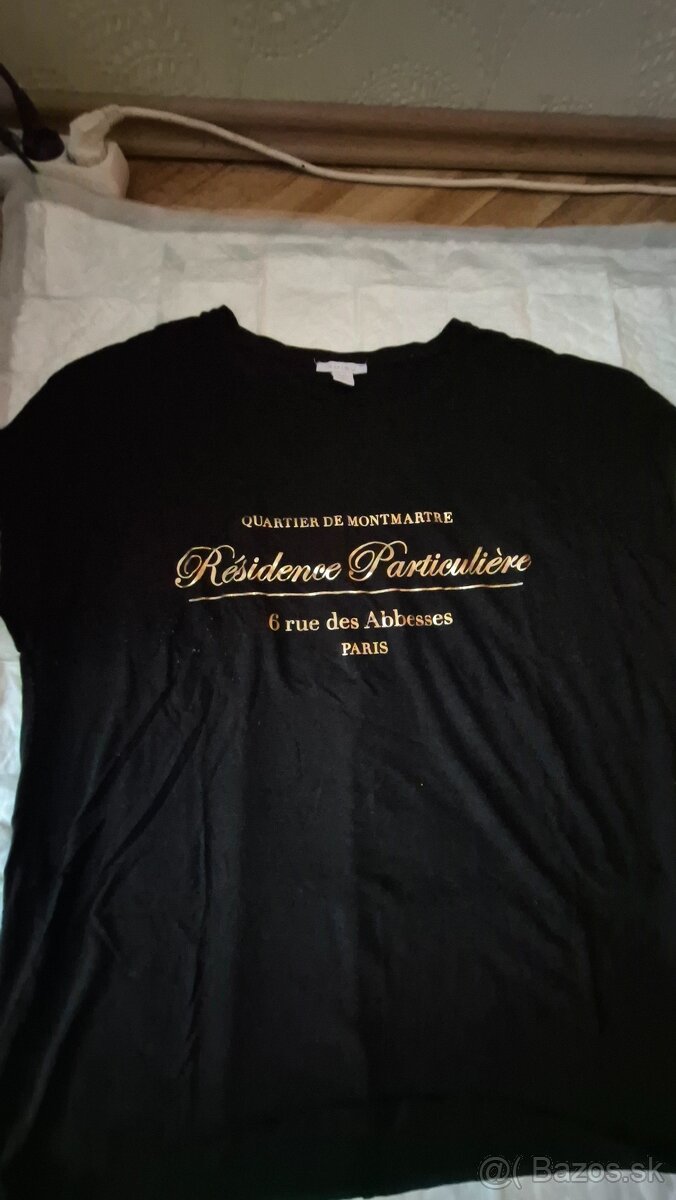 QUARTIER DE MONTMARTRE
Résidence Particulière
6 rue des Abbesses
PARIS
@( Bazos.sk